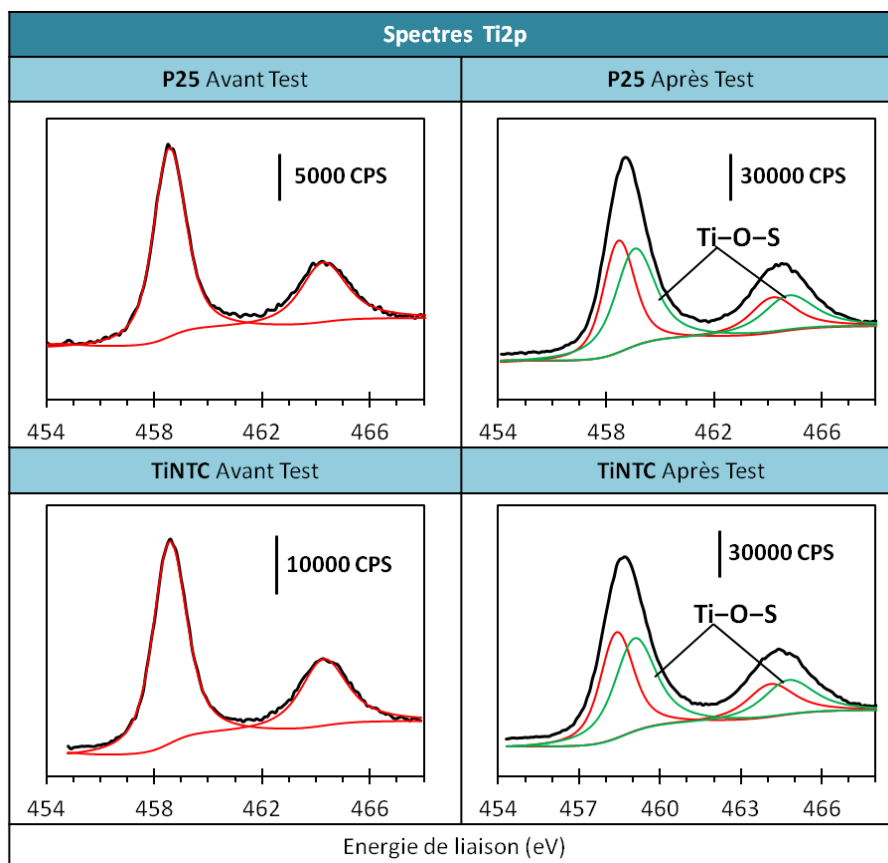 Spectres Ti2p
P25 Avant Test
P25 Après Test
5000 CPS
30000 CPS
Ti–O–S
454 458 462 466
454 458 462 466
TiNTC Avant Test
TiNTC Après Test
10000 CPS
30000 CPS
Ti–O–S
454 458 462 466
454 457 460 463 466
Energie de liaison (eV)